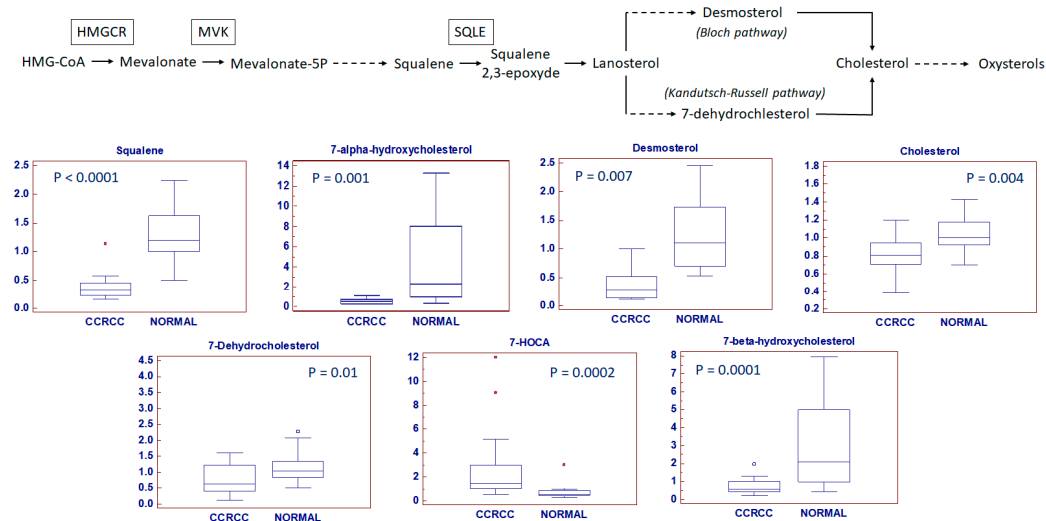 HMGCR
MVK
SQLE
Desmosterol
(Bloch pathway)
HMG-CoA
Mevalonate
Mevalonate-5P
Squalene
Squalene
2,3-epoxyde
Lanosterol
Cholesterol
Oxysterols
(Kandutsch-Russell pathway)
7-dehydrochlesterol
Squalene
P < 0.0001
2.5
2.0
1.5
1.0
0.5
0.0
CCRCC NORMAL
7-alpha-hydroxycholesterol
P = 0.001
14
12
10
8
6
4
2
0
CCRCC NORMAL
Desmosterol
P = 0.007
2.5
2.0
1.5
1.0
0.5
0.0
CCRCC NORMAL
Cholesterol
P = 0.004
1.8
1.6
1.4
1.2
1.0
0.8
0.6
0.4
0.2
CCRCC NORMAL
7-Dehydrocholesterol
P = 0.01
4.5
4.0
3.5
3.0
2.5
2.0
1.5
1.0
0.5
0.0
CCRCC NORMAL
7-HOCA
P = 0.0002
12
10
8
6
4
2
0
CCRCC NORMAL
7-beta-hydroxycholesterol
P = 0.0001
8
7
6
5
4
3
2
1
0
CCRCC NORMAL